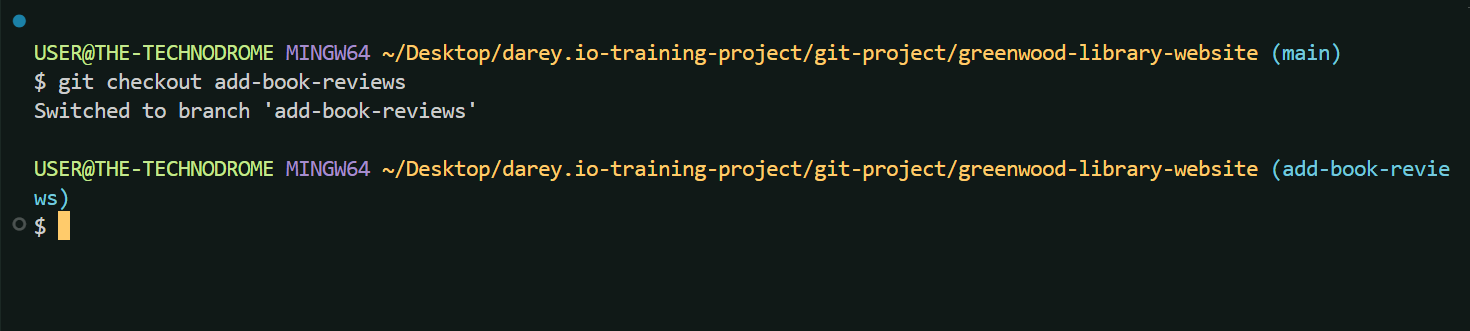 USER@THE-TECHNODROME MINGW64 ~/Desktop/darey.io-training-project/git-project/greenwood-library-website (main)
$ git checkout add-book-reviews
Switched to branch 'add-book-reviews'
USER@THE-TECHNODROME MINGW64 ~/Desktop/darey.io-training-project/git-project/greenwood-library-website (add-book-revie
ws)
$